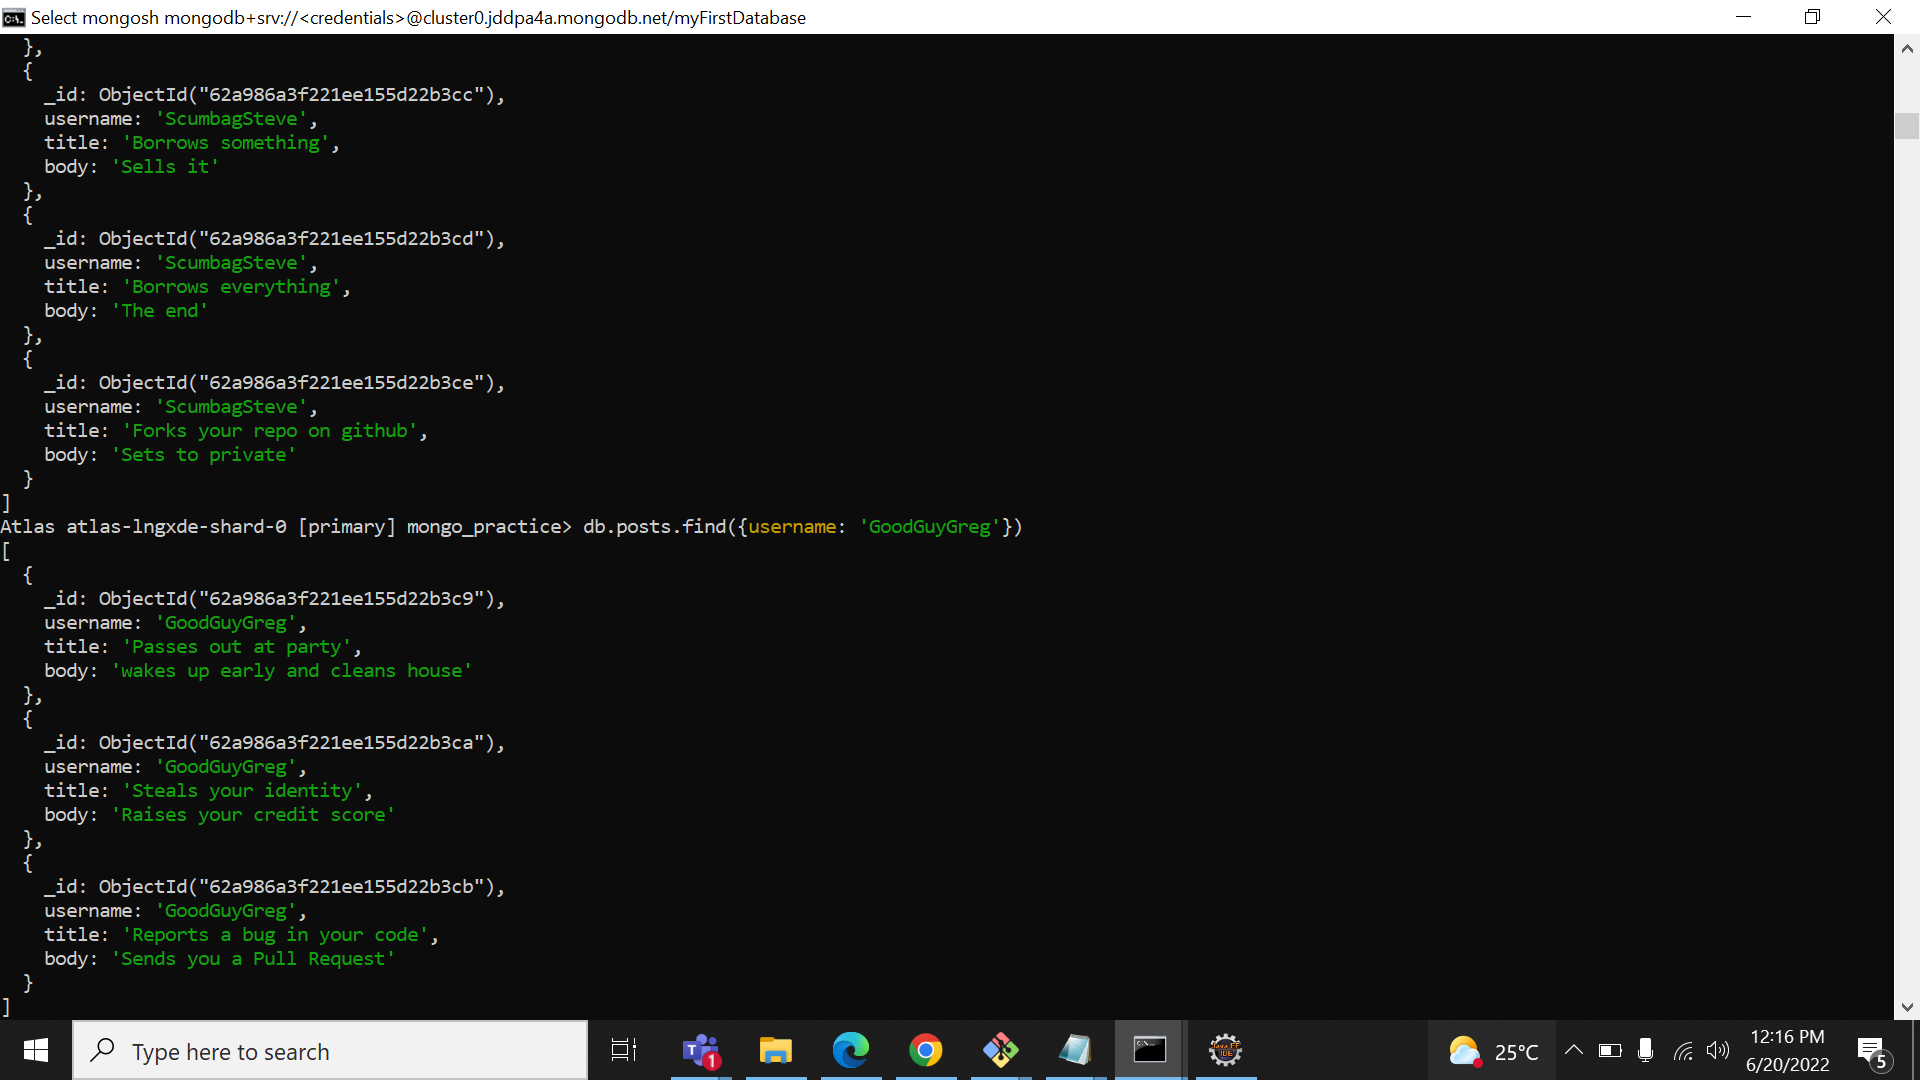 Select mongosh mongodb+srv://<credentials>@cluster0.jddpa4a.mongodb.net/myFirstDatabase
  },
  {
    _id: ObjectId("62a986a3f221ee155d22b3cc"),
    username: 'ScumbagSteve',
    title: 'Borrows something',
    body: 'Sells it'
  },
  {
    _id: ObjectId("62a986a3f221ee155d22b3cd"),
    username: 'ScumbagSteve',
    title: 'Borrows everything',
    body: 'The end'
  },
  {
    _id: ObjectId("62a986a3f221ee155d22b3ce"),
    username: 'ScumbagSteve',
    title: 'Forks your repo on github',
    body: 'Sets to private'
  }
]
Atlas atlas-lngxde-shard-0 [primary] mongo_practice> db.posts.find({username: 'GoodGuyGreg'})
[
  {
    _id: ObjectId("62a986a3f221ee155d22b3c9"),
    username: 'GoodGuyGreg',
    title: 'Passes out at party',
    body: 'wakes up early and cleans house'
  },
  {
    _id: ObjectId("62a986a3f221ee155d22b3ca"),
    username: 'GoodGuyGreg',
    title: 'Steals your identity',
    body: 'Raises your credit score'
  },
  {
    _id: ObjectId("62a986a3f221ee155d22b3cb"),
    username: 'GoodGuyGreg',
    title: 'Reports a bug in your code',
    body: 'Sends you a Pull Request'
  }
]
Type here to search
T
1
Java EE
IDE
25°C
12:16 PM
6/20/2022
5